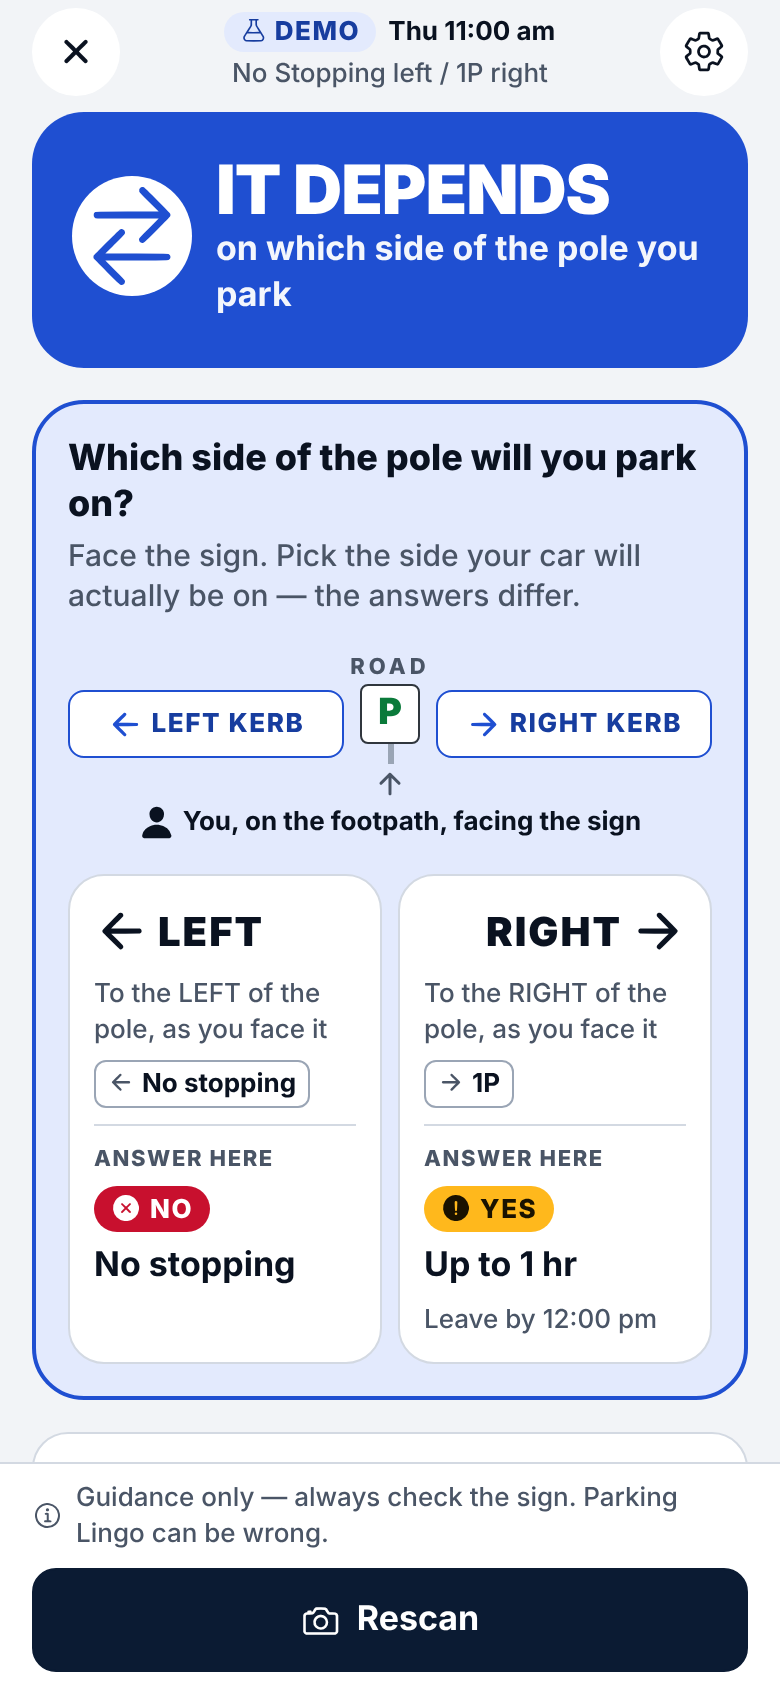 DEMO Thu 11:00 am
No Stopping left / 1P right
IT DEPENDS
on which side of the pole you
park
Which side of the pole will you park
on?
Face the sign. Pick the side your car will
actually be on — the answers differ.
ROAD
← LEFT KERB
P
→ RIGHT KERB
You, on the footpath, facing the sign
← LEFT
To the LEFT of the
pole, as you face it
← No stopping
ANSWER HERE
NO
No stopping
RIGHT →
To the RIGHT of the
pole, as you face it
→ 1P
ANSWER HERE
YES
Up to 1 hr
Leave by 12:00 pm
Guidance only — always check the sign. Parking
Lingo can be wrong.
Rescan